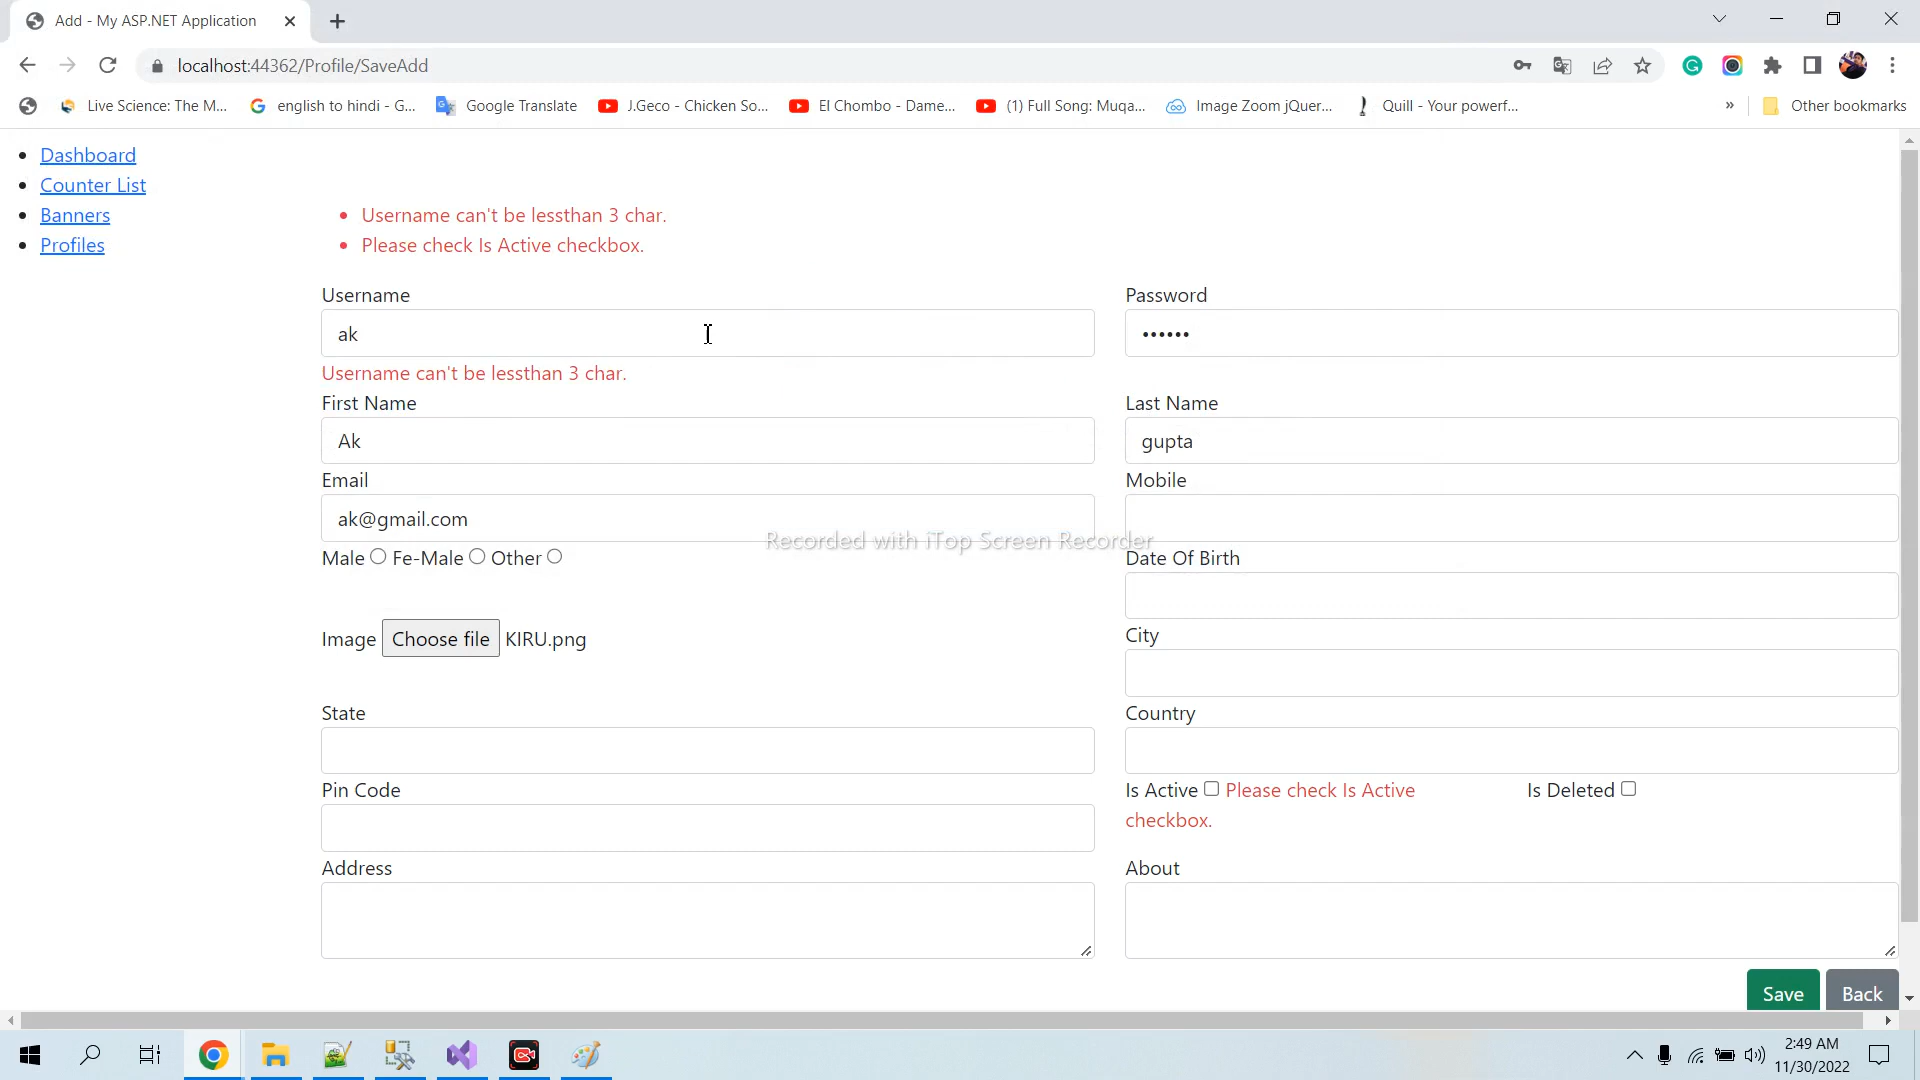 Add - My ASP.NET Application
localhost:44362/Profile/SaveAdd
Live Science: The M...
english to hindi - G...
Google Translate
J.Geco - Chicken So...
El Chombo - Dame...
(1) Full Song: Muqa...
Image Zoom jQuer...
Quill - Your powerf...
»
Other bookmarks
Dashboard
Counter List
Banners
Profiles
Username can't be lessthan 3 char.
Please check Is Active checkbox.
Username
Password
ak
••••••
Username can't be lessthan 3 char.
First Name
Last Name
Ak
gupta
Email
Mobile
ak@gmail.com
Recorded with iTop Screen Recorder
Male Fe-Male Other
Date Of Birth
Image Choose file KIRU.png
City
State
Country
Pin Code
Is Active Please check Is Active checkbox.
Is Deleted
Address
About
Save
Back
2:49 AM
11/30/2022